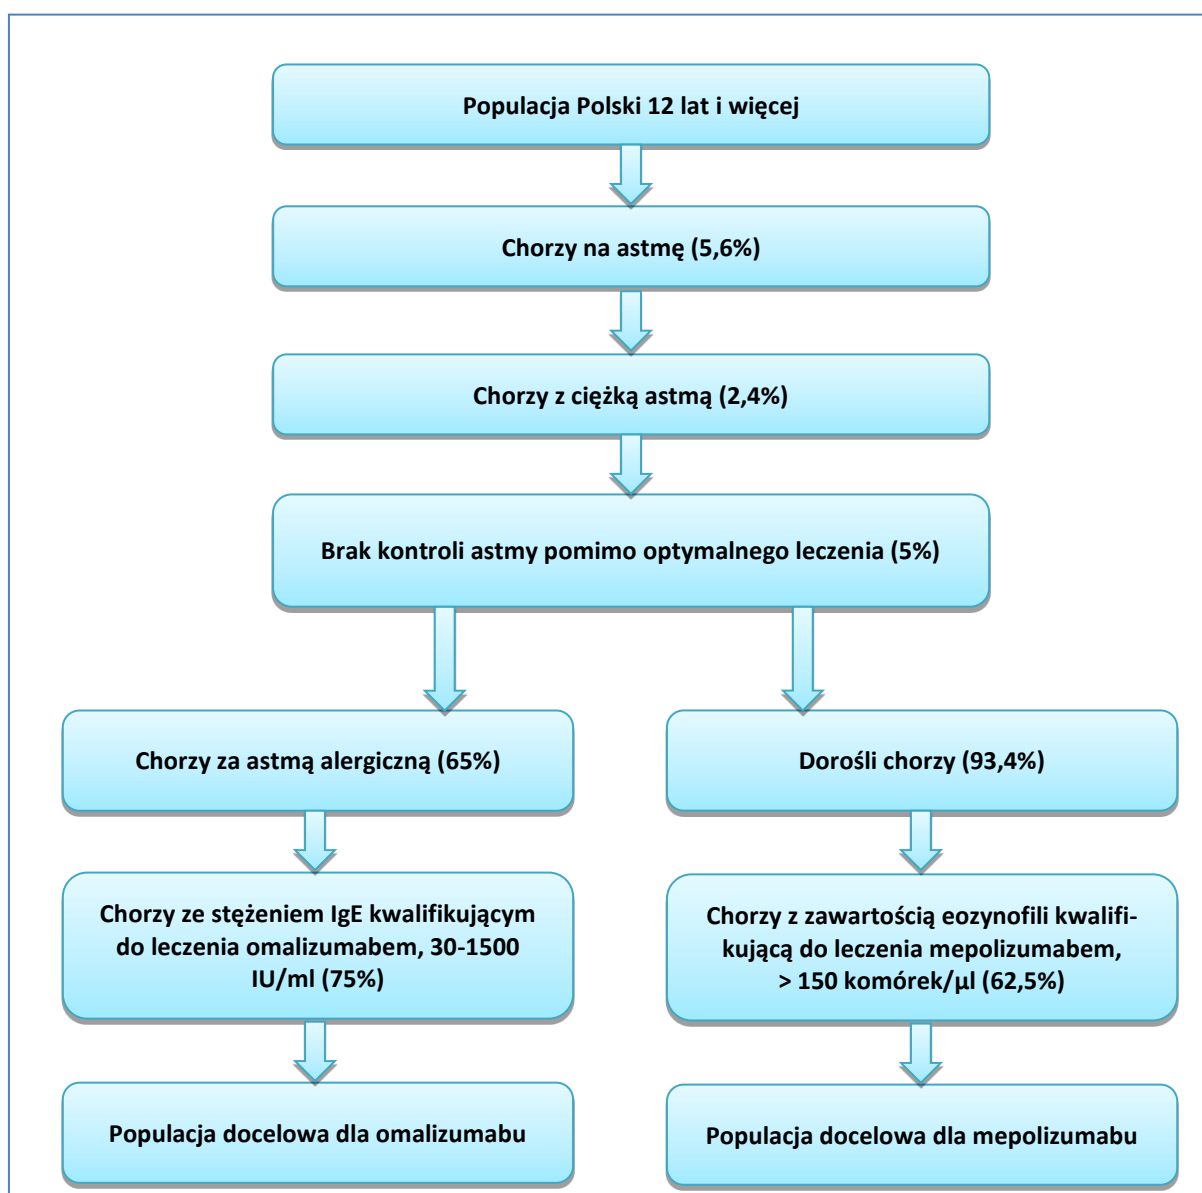 Populacja Polski 12 lat i więcej
Chorzy na astmę (5,6%)
Chorzy z ciężką astmą (2,4%)
Brak kontroli astmy pomimo optymalnego leczenia (5%)
Chorzy za astmą alergiczną (65%)
Dorośli chorzy (93,4%)
Chorzy ze stężeniem IgE kwalifikującym
do leczenia omalizumabem, 30-1500
IU/ml (75%)
Chorzy z zawartością eozynofili kwalifi-
kującą do leczenia mepolizumabem,
> 150 komórek/µl (62,5%)
Populacja docelowa dla omalizumabu
Populacja docelowa dla mepolizumabu